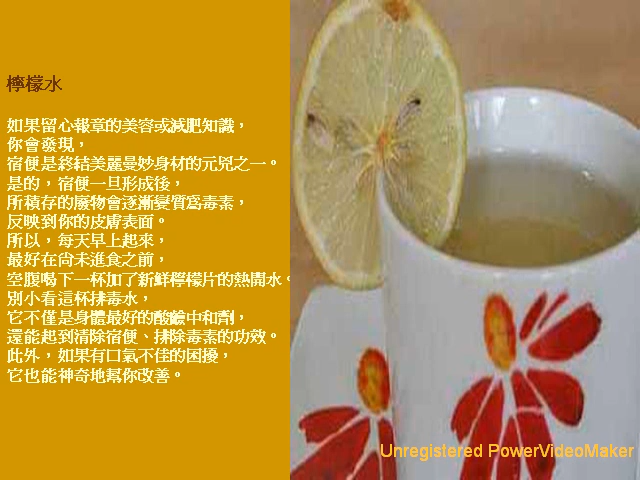 檸檬水
如果留心報章的美容或減肥知識，
你會發現，
宿便是終結美麗曼妙身材的元兇之一。
是的，宿便一旦形成後，
所積存的廢物會逐漸變質為毒素，
反映到你的皮膚表面。
所以，每天早上起來，
最好在尚未進食之前，
空腹喝下一杯加了新鮮檸檬片的熱開水。
別小看這杯排毒水，
它不僅是身體最好的酸鹼中和劑，
還能起到清除宿便、排除毒素的功效。
此外，如果有口氣不佳的困擾，
它也能神奇地幫你改善。
Unregistered PowerVideoMaker